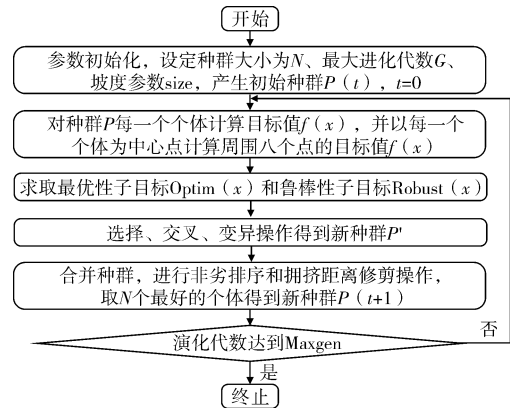 开始
参数初始化，设定种群大小为N、最大进化代数G、
坡度参数size，产生初始种群P（t），t=0
对种群P每一个个体计算目标值f（x），并以每一个
个体为中心点计算周围八个点的目标值f（x）
求取最优性子目标Optim（x）和鲁棒性子目标Robust（x）
选择、交叉、变异操作得到新种群P'
合并种群，进行非劣排序和拥挤距离修剪操作，
取N个最好的个体得到新种群P（t+1）
否
演化代数达到Maxgen
是
终止